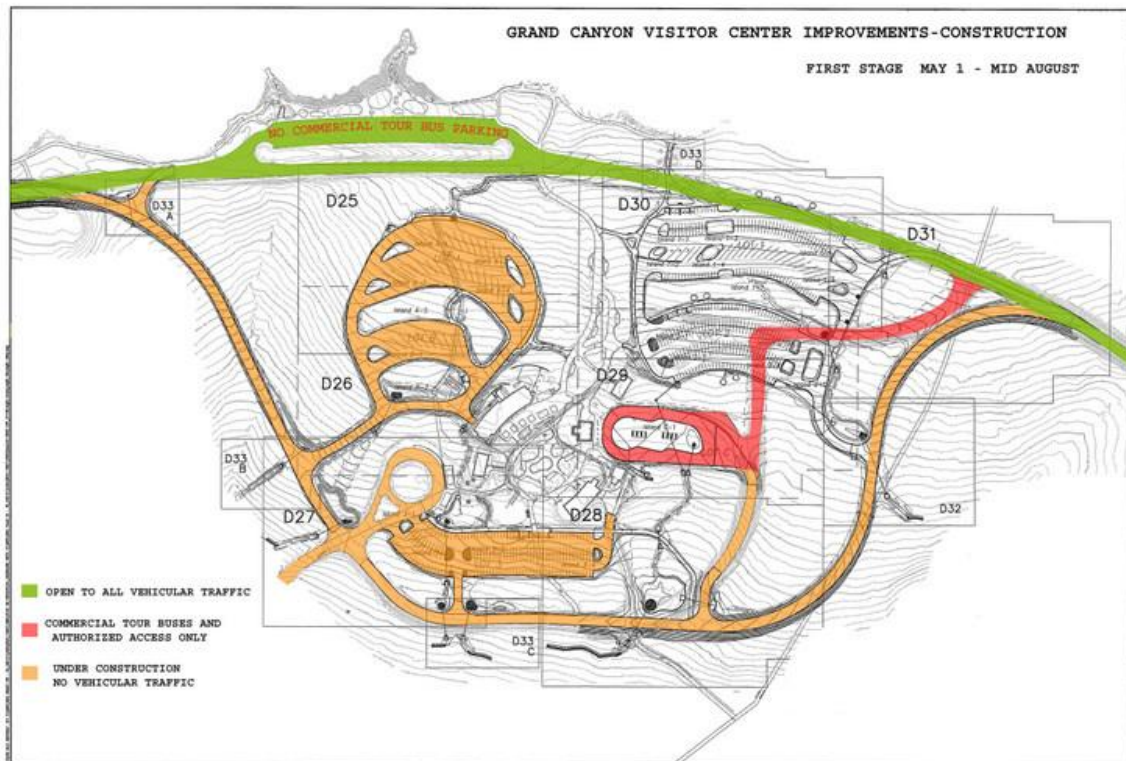 GRAND CANYON VISITOR CENTER IMPROVEMENTS-CONSTRUCTION
FIRST STAGE MAY 1 - MID AUGUST
NO COMMERCIAL TOUR BUS PARKING
D33
D
D33
A
D25
D30
D31
D26
D29
D33
B
D27
D28
D32
D33
C
OPEN TO ALL VEHICULAR TRAFFIC
COMMERCIAL TOUR BUSES AND
AUTHORIZED ACCESS ONLY
UNDER CONSTRUCTION
NO VEHICULAR TRAFFIC